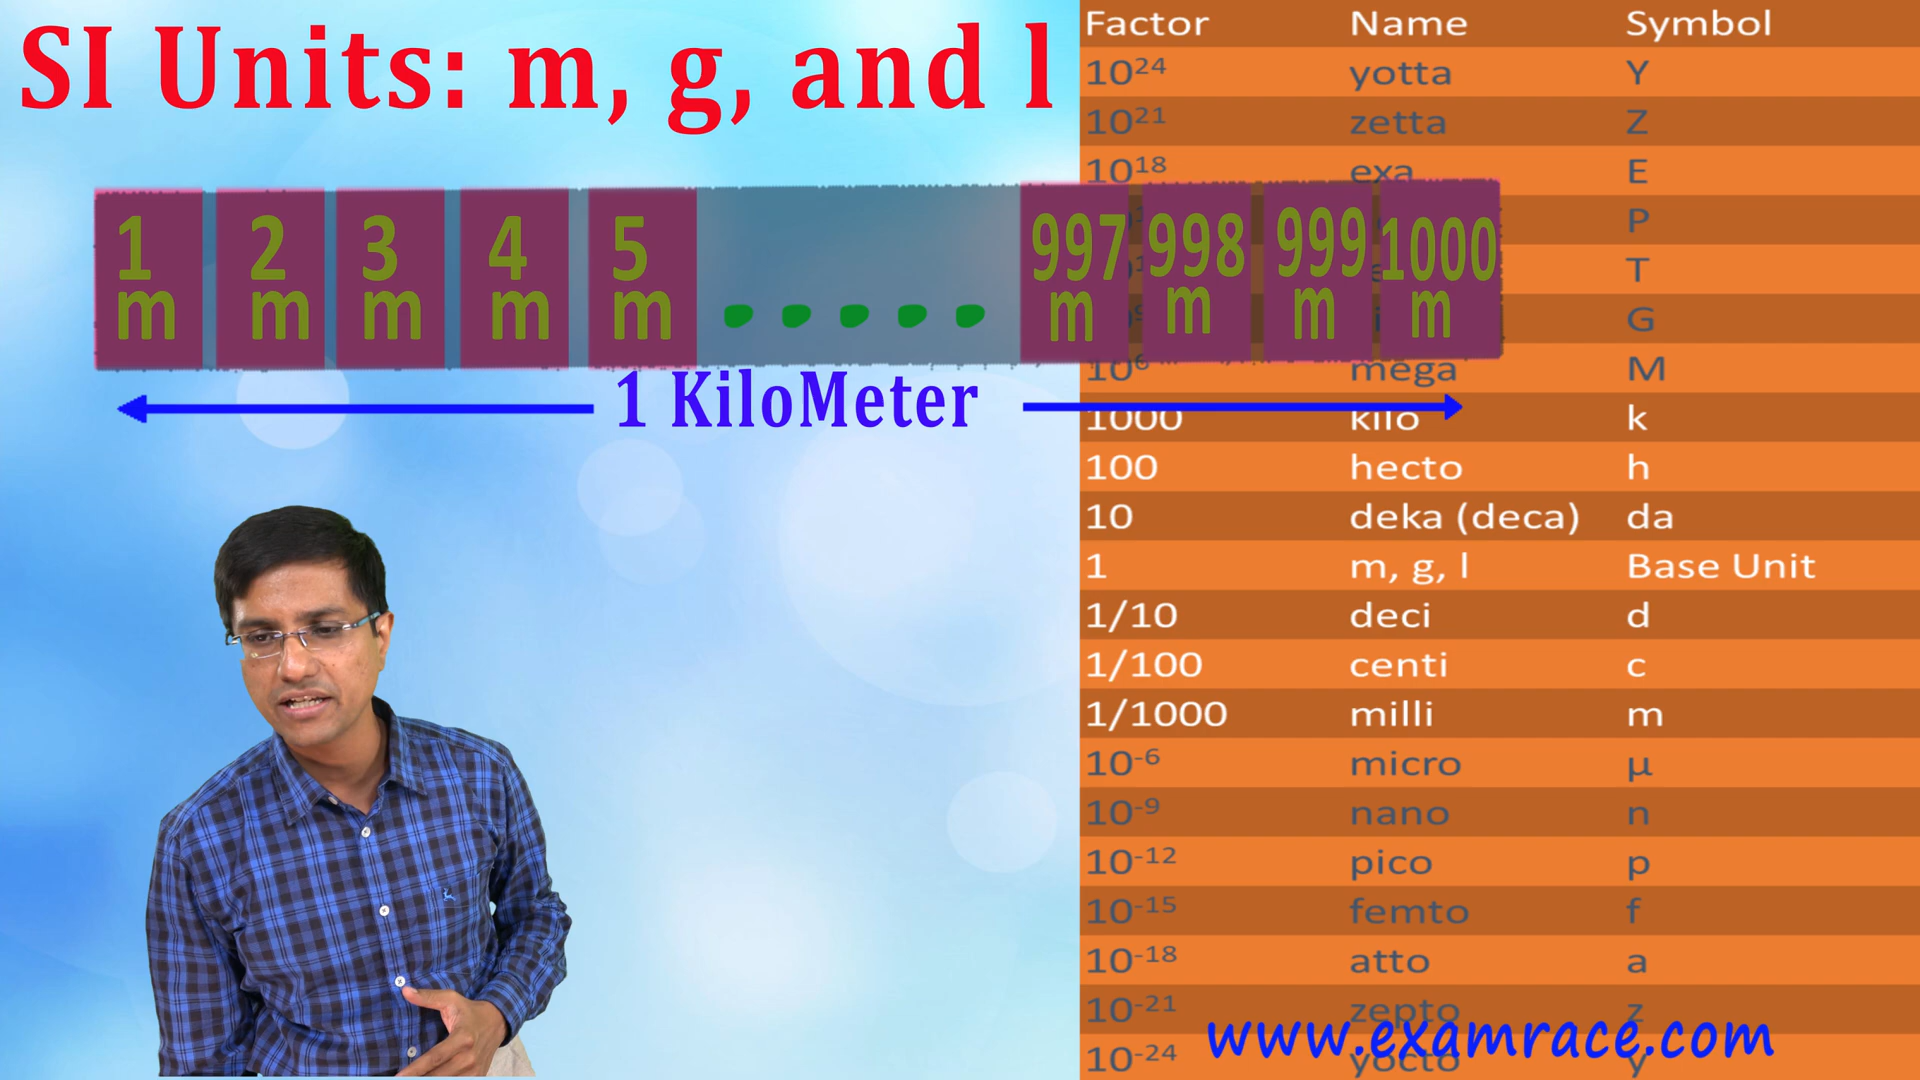 SI Units: m, g, and l
1 m 2 m 3 m 4 m 5 m ..... 997 m 998 m 999 m 1000 m
1 KiloMeter
Factor Name Symbol
10²⁴ yotta Y
10²¹ zetta Z
10¹⁸ exa E
P
T
G
10⁶ mega M
1000 kilo k
100 hecto h
10 deka (deca) da
1 m, g, l Base Unit
1/10 deci d
1/100 centi c
1/1000 milli m
10⁻⁶ micro μ
10⁻⁹ nano n
10⁻¹² pico p
10⁻¹⁵ femto f
10⁻¹⁸ atto a
10⁻²¹ zepto z
10⁻²⁴ yocto y
www.examrace.com